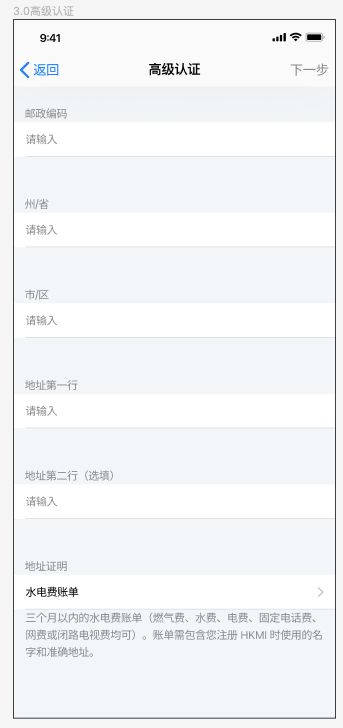 3.0高级认证
9:41
返回 高级认证 下一步
邮政编码
请输入
州/省
请输入
市/区
请输入
地址第一行
请输入
地址第二行（选填）
请输入
地址证明
水电费账单
三个月以内的水电费账单（燃气费、水费、电费、固定电话费、
网费或闭路电视费均可）。账单需包含您注册 HKMI 时使用的名
字和准确地址。